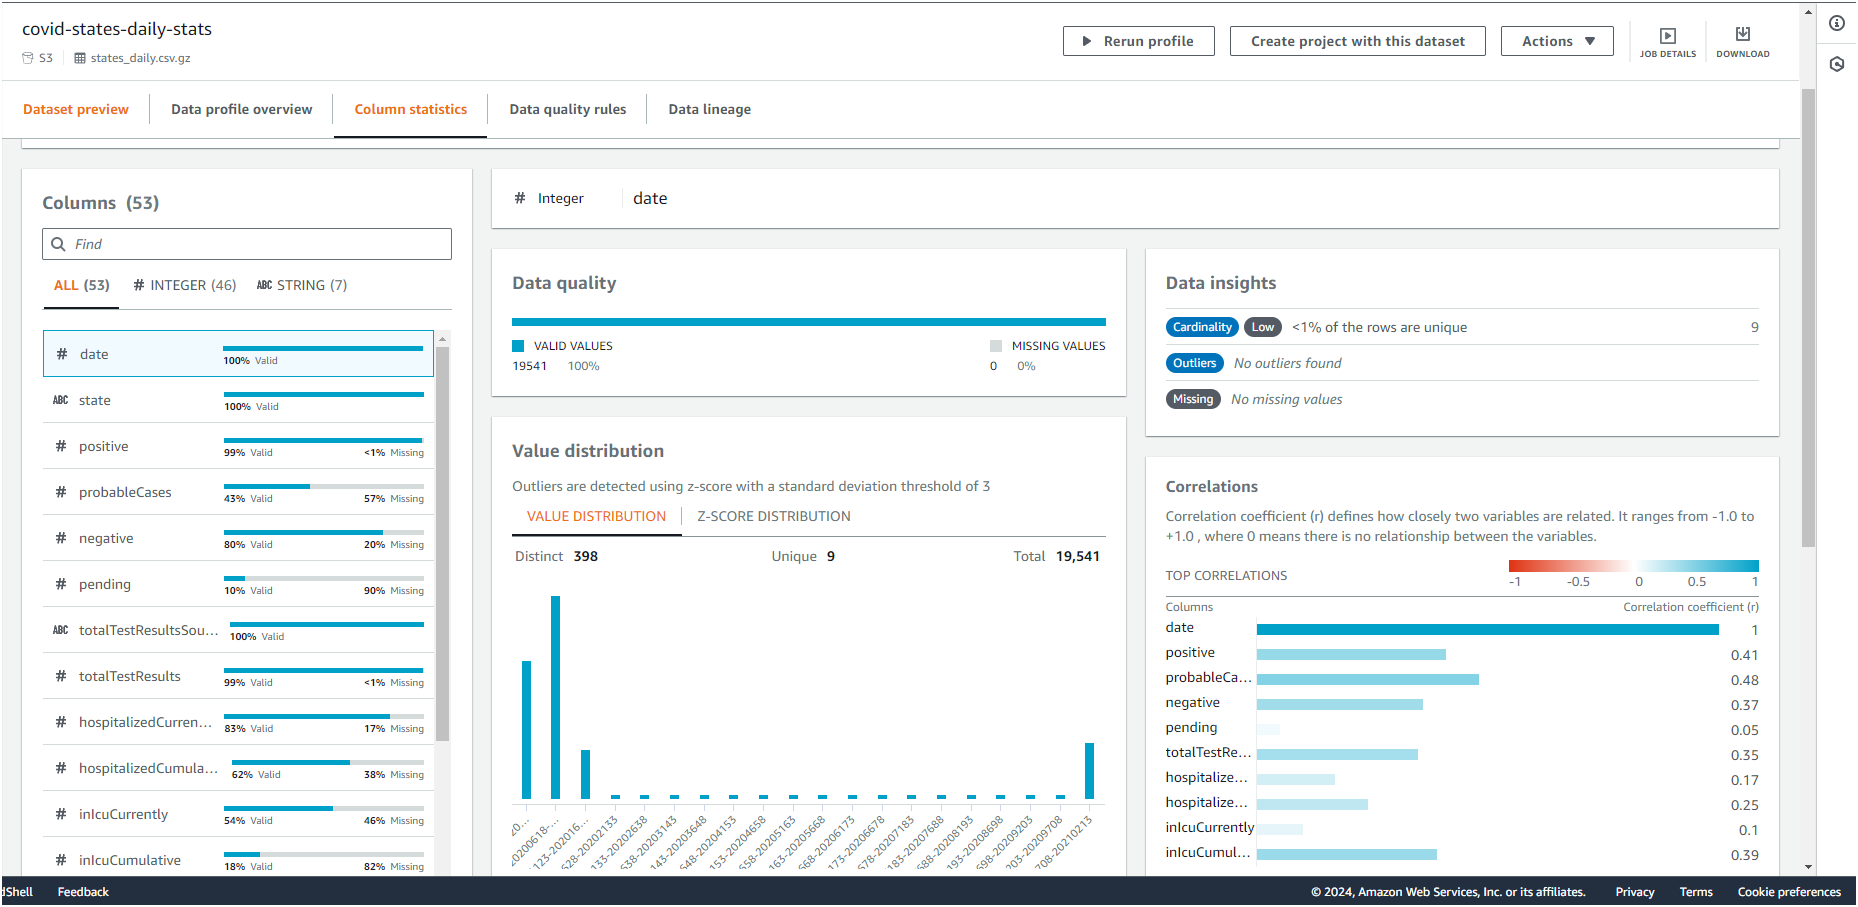 covid-states-daily-stats
S3
states_daily.csv.gz
Rerun profile
Create project with this dataset
Actions
JOB DETAILS
DOWNLOAD
Dataset preview
Data profile overview
Column statistics
Data quality rules
Data lineage
Columns (53)
Find
ALL (53)
# INTEGER (46)
ABC STRING (7)
# date
100% Valid
ABC state
100% Valid
# positive
99% Valid <1% Missing
# probableCases
43% Valid 57% Missing
# negative
80% Valid 20% Missing
# pending
10% Valid 90% Missing
ABC totalTestResultsSou...
100% Valid
# totalTestResults
99% Valid <1% Missing
# hospitalizedCurren...
83% Valid 17% Missing
# hospitalizedCumula...
62% Valid 38% Missing
# inIcuCurrently
54% Valid 46% Missing
# inIcuCumulative
18% Valid 82% Missing
# Integer
date
Data quality
VALID VALUES
MISSING VALUES
19541 100%
0 0%
Value distribution
Outliers are detected using z-score with a standard deviation threshold of 3
VALUE DISTRIBUTION
Z-SCORE DISTRIBUTION
Distinct 398
Unique 9
Total 19,541
20...
20200618-...
123-202016...
628-20202133
133-20202638
638-20203143
143-20203648
648-20204153
153-20204658
658-20205163
163-20205668
668-20206173
173-20206678
678-20207183
183-20207688
688-20208193
193-20208698
698-20209203
203-20209708
708-20210213
Data insights
Cardinality Low <1% of the rows are unique 9
Outliers No outliers found
Missing No missing values
Correlations
Correlation coefficient (r) defines how closely two variables are related. It ranges from -1.0 to
+1.0 , where 0 means there is no relationship between the variables.
TOP CORRELATIONS
-1 -0.5 0 0.5 1
Columns Correlation coefficient (r)
date 1
positive 0.41
probableCa... 0.48
negative 0.37
pending 0.05
totalTestRe... 0.35
hospitalize... 0.17
hospitalize... 0.25
inIcuCurrently 0.1
inIcuCumul... 0.39
dShell
Feedback
© 2024, Amazon Web Services, Inc. or its affiliates.
Privacy
Terms
Cookie preferences